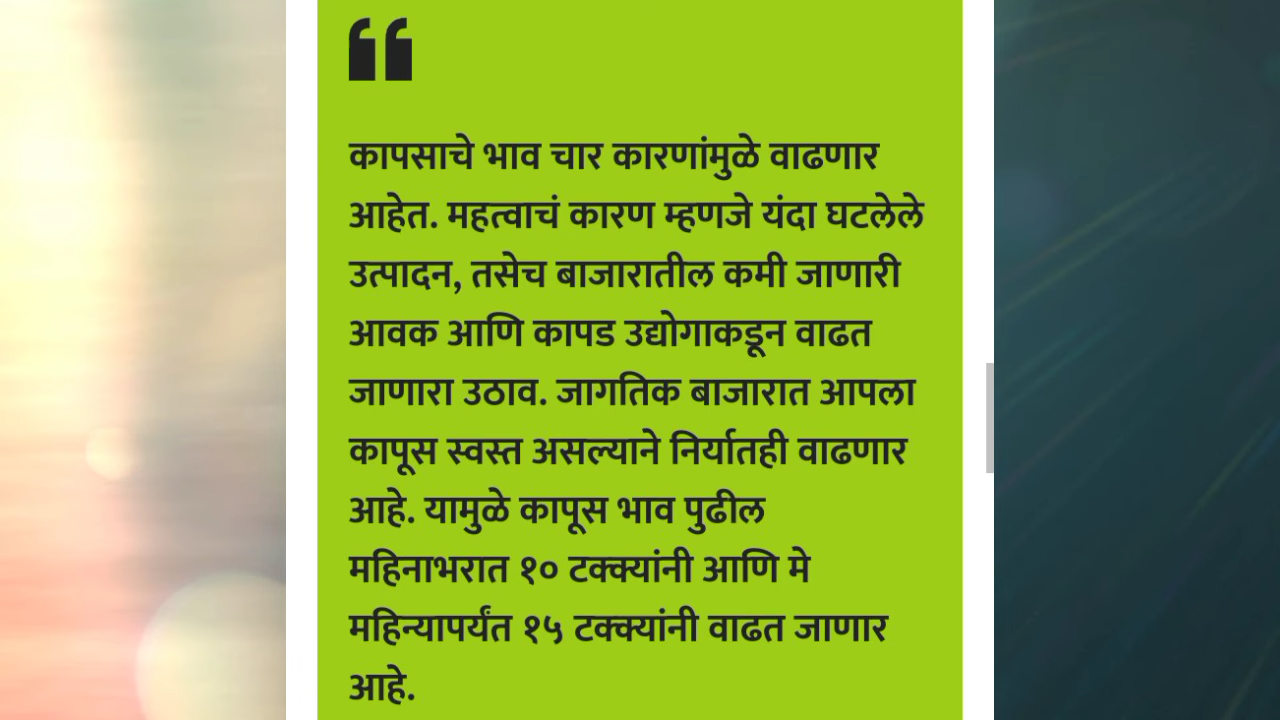 कापसाचे भाव चार कारणांमुळे वाढणार
आहेत. महत्वाचं कारण म्हणजे यंदा घटलेले
उत्पादन, तसेच बाजारातील कमी जाणारी
आवक आणि कापड उद्योगाकडून वाढत
जाणारा उठाव. जागतिक बाजारात आपला
कापूस स्वस्त असल्याने निर्यातही वाढणार
आहे. यामुळे कापूस भाव पुढील
महिनाभरात १० टक्क्यांनी आणि मे
महिन्यापर्यंत १५ टक्क्यांनी वाढत जाणार
आहे.